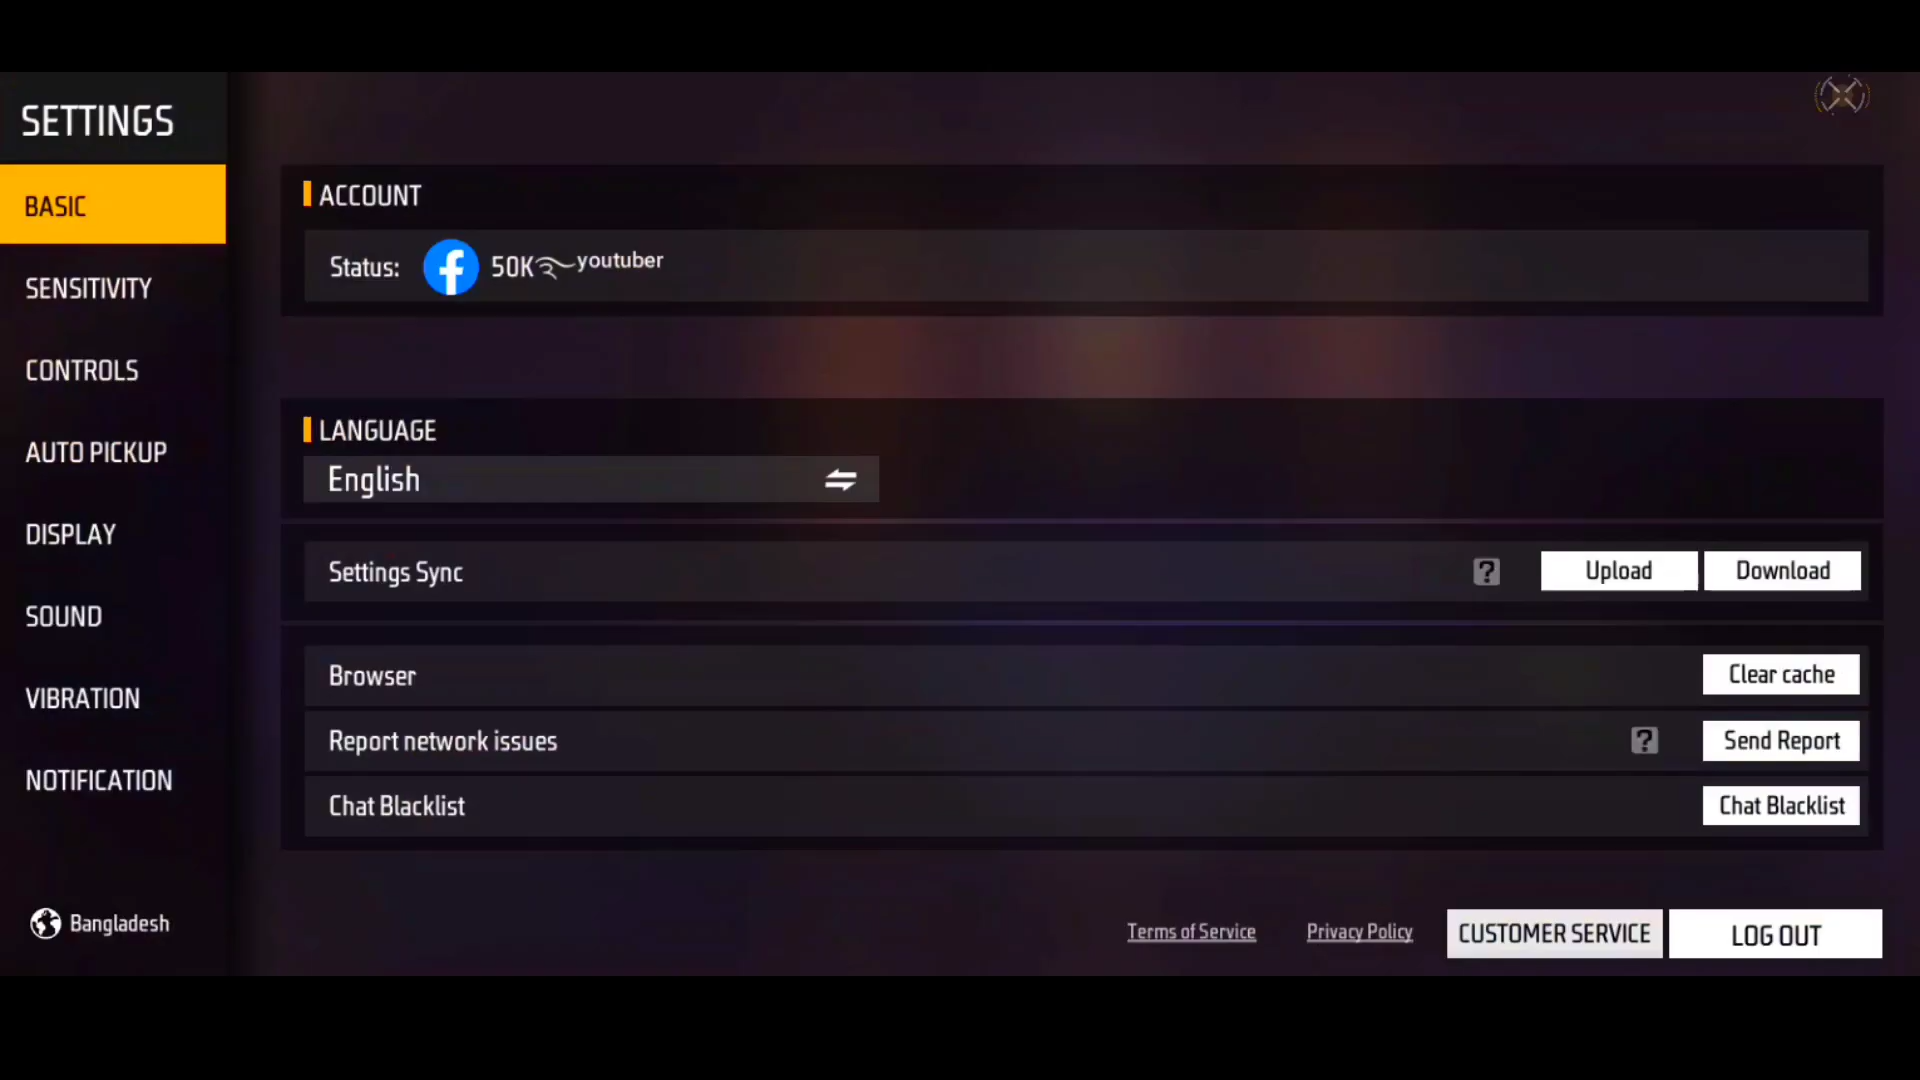 SETTINGS
BASIC
SENSITIVITY
CONTROLS
AUTO PICKUP
DISPLAY
SOUND
VIBRATION
NOTIFICATION
Bangladesh
ACCOUNT
Status: 50K࿐youtuber
LANGUAGE
English
Settings Sync ? Upload Download
Browser Clear cache
Report network issues ? Send Report
Chat Blacklist Chat Blacklist
Terms of Service Privacy Policy CUSTOMER SERVICE LOG OUT